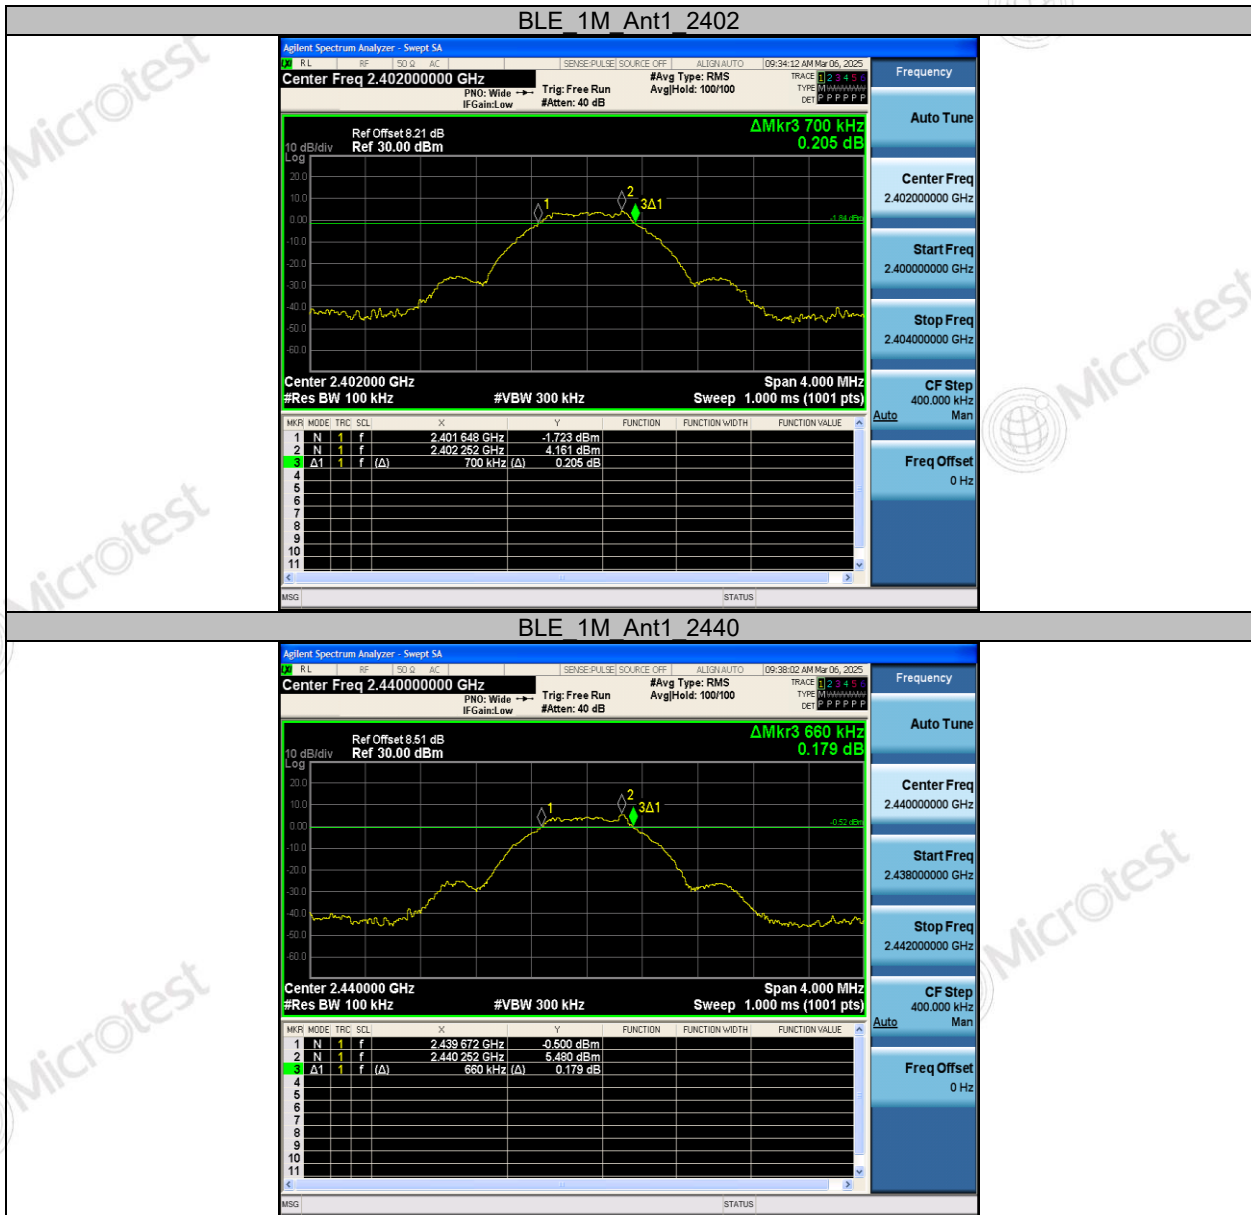 BLE_1M_Ant1_2402
Agilent Spectrum Analyzer - Swept SA
LXI RL RF 50 Ω AC SENSE:PULSE SOURCE OFF ALIGN AUTO 09:34:12 AM Mar 06, 2025
Center Freq 2.402000000 GHz
PNO: Wide
IFGain:Low
Trig: Free Run
#Atten: 40 dB
#Avg Type: RMS
Avg|Hold: 100/100
TRACE 1 2 3 4 5 6
TYPE M
DET P P P P P P
Frequency
ΔMkr3 700 kHz
0.205 dB
Ref Offset 8.21 dB
10 dB/div Ref 30.00 dBm
Log
20.0
10.0
0.00
-10.0
-20.0
-30.0
-40.0
-50.0
-60.0
1
2
3Δ1
-1.84 dBm
Center 2.402000 GHz Span 4.000 MHz
#Res BW 100 kHz #VBW 300 kHz Sweep 1.000 ms (1001 pts)
MKR MODE TRC SCL X Y FUNCTION FUNCTION WIDTH FUNCTION VALUE
1 N 1 f 2.401 648 GHz -1.723 dBm
2 N 1 f 2.402 252 GHz 4.161 dBm
3 Δ1 1 f (Δ) 700 kHz (Δ) 0.205 dB
4
5
6
7
8
9
10
11
MSG STATUS
Auto Tune
Center Freq
2.402000000 GHz
Start Freq
2.400000000 GHz
Stop Freq
2.404000000 GHz
CF Step
400.000 kHz
Auto Man
Freq Offset
0 Hz
BLE_1M_Ant1_2440
Agilent Spectrum Analyzer - Swept SA
LXI RL RF 50 Ω AC SENSE:PULSE SOURCE OFF ALIGN AUTO 09:38:02 AM Mar 06, 2025
Center Freq 2.440000000 GHz
PNO: Wide
IFGain:Low
Trig: Free Run
#Atten: 40 dB
#Avg Type: RMS
Avg|Hold: 100/100
TRACE 1 2 3 4 5 6
TYPE M
DET P P P P P P
Frequency
ΔMkr3 660 kHz
0.179 dB
Ref Offset 8.51 dB
10 dB/div Ref 30.00 dBm
Log
20.0
10.0
0.00
-10.0
-20.0
-30.0
-40.0
-50.0
-60.0
1
2
3Δ1
-0.52 dBm
Center 2.440000 GHz Span 4.000 MHz
#Res BW 100 kHz #VBW 300 kHz Sweep 1.000 ms (1001 pts)
MKR MODE TRC SCL X Y FUNCTION FUNCTION WIDTH FUNCTION VALUE
1 N 1 f 2.439 672 GHz -0.500 dBm
2 N 1 f 2.440 252 GHz 5.480 dBm
3 Δ1 1 f (Δ) 660 kHz (Δ) 0.179 dB
4
5
6
7
8
9
10
11
MSG STATUS
Auto Tune
Center Freq
2.440000000 GHz
Start Freq
2.438000000 GHz
Stop Freq
2.442000000 GHz
CF Step
400.000 kHz
Auto Man
Freq Offset
0 Hz
Microtest
Microtest
Microtest
Microtest
Microtest